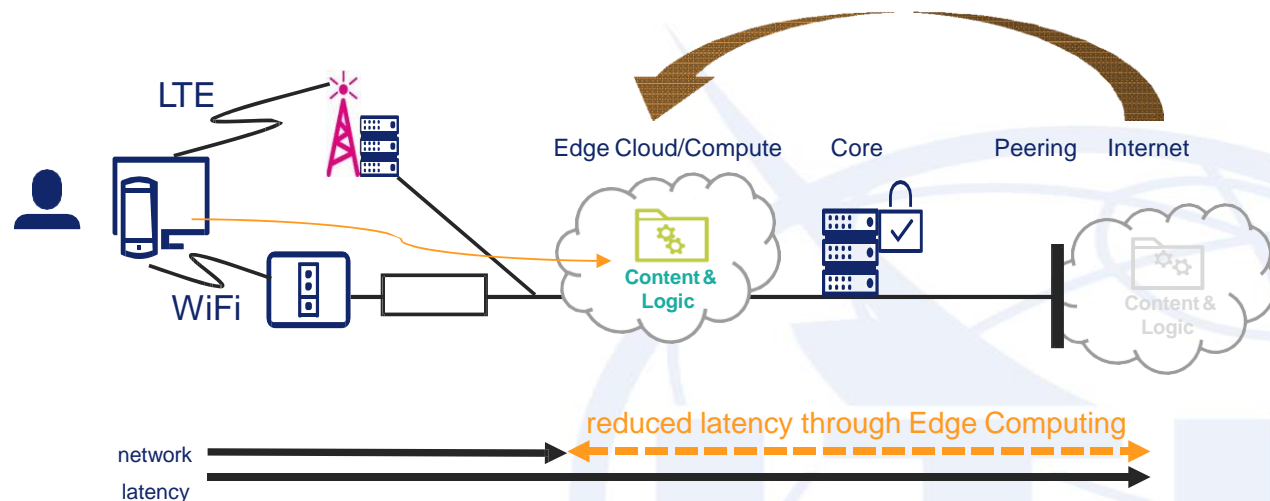 LTE
Edge Cloud/Compute
Core
Peering
Internet
Content &
Logic
Content &
Logic
WiFi
reduced latency through Edge Computing
network
latency